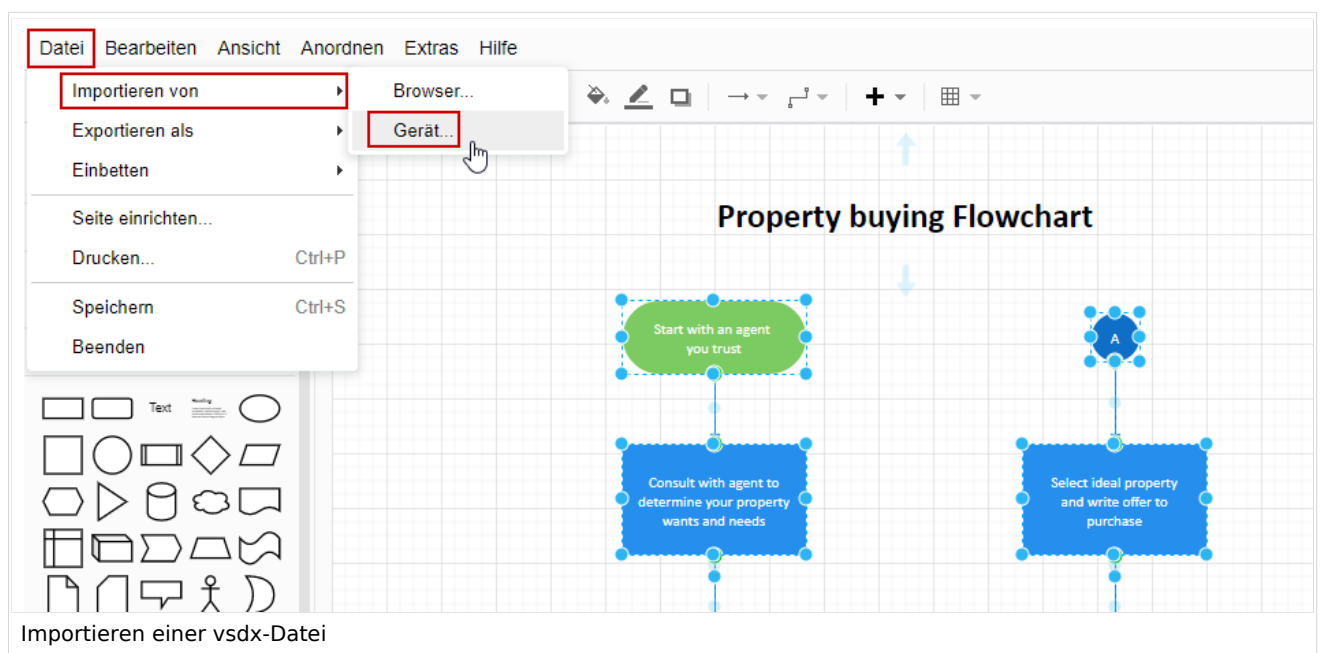 Datei Bearbeiten Ansicht Anordnen Extras Hilfe
Importieren von
Browser...
Exportieren als
Gerät...
Einbetten
Seite einrichten...
Drucken... Ctrl+P
Speichern Ctrl+S
Beenden
Text
Heading
Property buying Flowchart
Start with an agent
you trust
A
Consult with agent to
determine your property
wants and needs
Select ideal property
and write offer to
purchase
Importieren einer vsdx-Datei